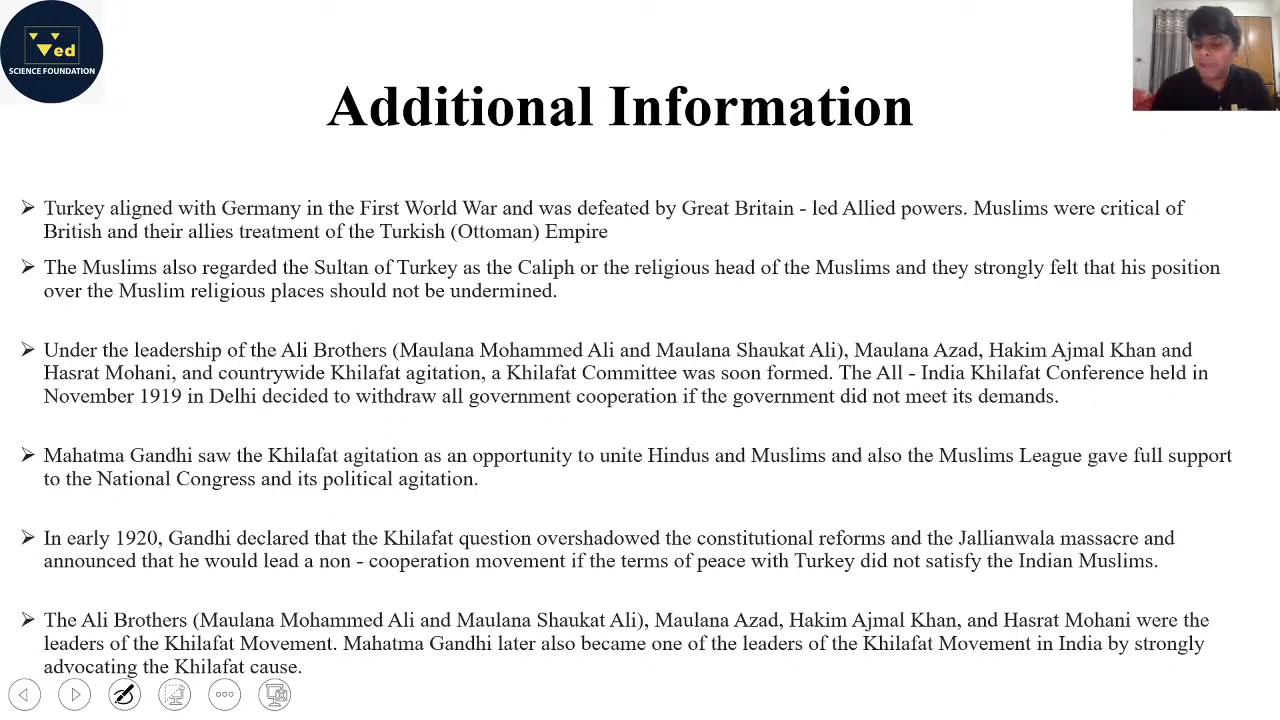 ed
SCIENCE FOUNDATION
Additional Information
➢ Turkey aligned with Germany in the First World War and was defeated by Great Britain - led Allied powers. Muslims were critical of
British and their allies treatment of the Turkish (Ottoman) Empire
➢ The Muslims also regarded the Sultan of Turkey as the Caliph or the religious head of the Muslims and they strongly felt that his position
over the Muslim religious places should not be undermined.
➢ Under the leadership of the Ali Brothers (Maulana Mohammed Ali and Maulana Shaukat Ali), Maulana Azad, Hakim Ajmal Khan and
Hasrat Mohani, and countrywide Khilafat agitation, a Khilafat Committee was soon formed. The All - India Khilafat Conference held in
November 1919 in Delhi decided to withdraw all government cooperation if the government did not meet its demands.
➢ Mahatma Gandhi saw the Khilafat agitation as an opportunity to unite Hindus and Muslims and also the Muslims League gave full support
to the National Congress and its political agitation.
➢ In early 1920, Gandhi declared that the Khilafat question overshadowed the constitutional reforms and the Jallianwala massacre and
announced that he would lead a non - cooperation movement if the terms of peace with Turkey did not satisfy the Indian Muslims.
➢ The Ali Brothers (Maulana Mohammed Ali and Maulana Shaukat Ali), Maulana Azad, Hakim Ajmal Khan, and Hasrat Mohani were the
leaders of the Khilafat Movement. Mahatma Gandhi later also became one of the leaders of the Khilafat Movement in India by strongly
advocating the Khilafat cause.